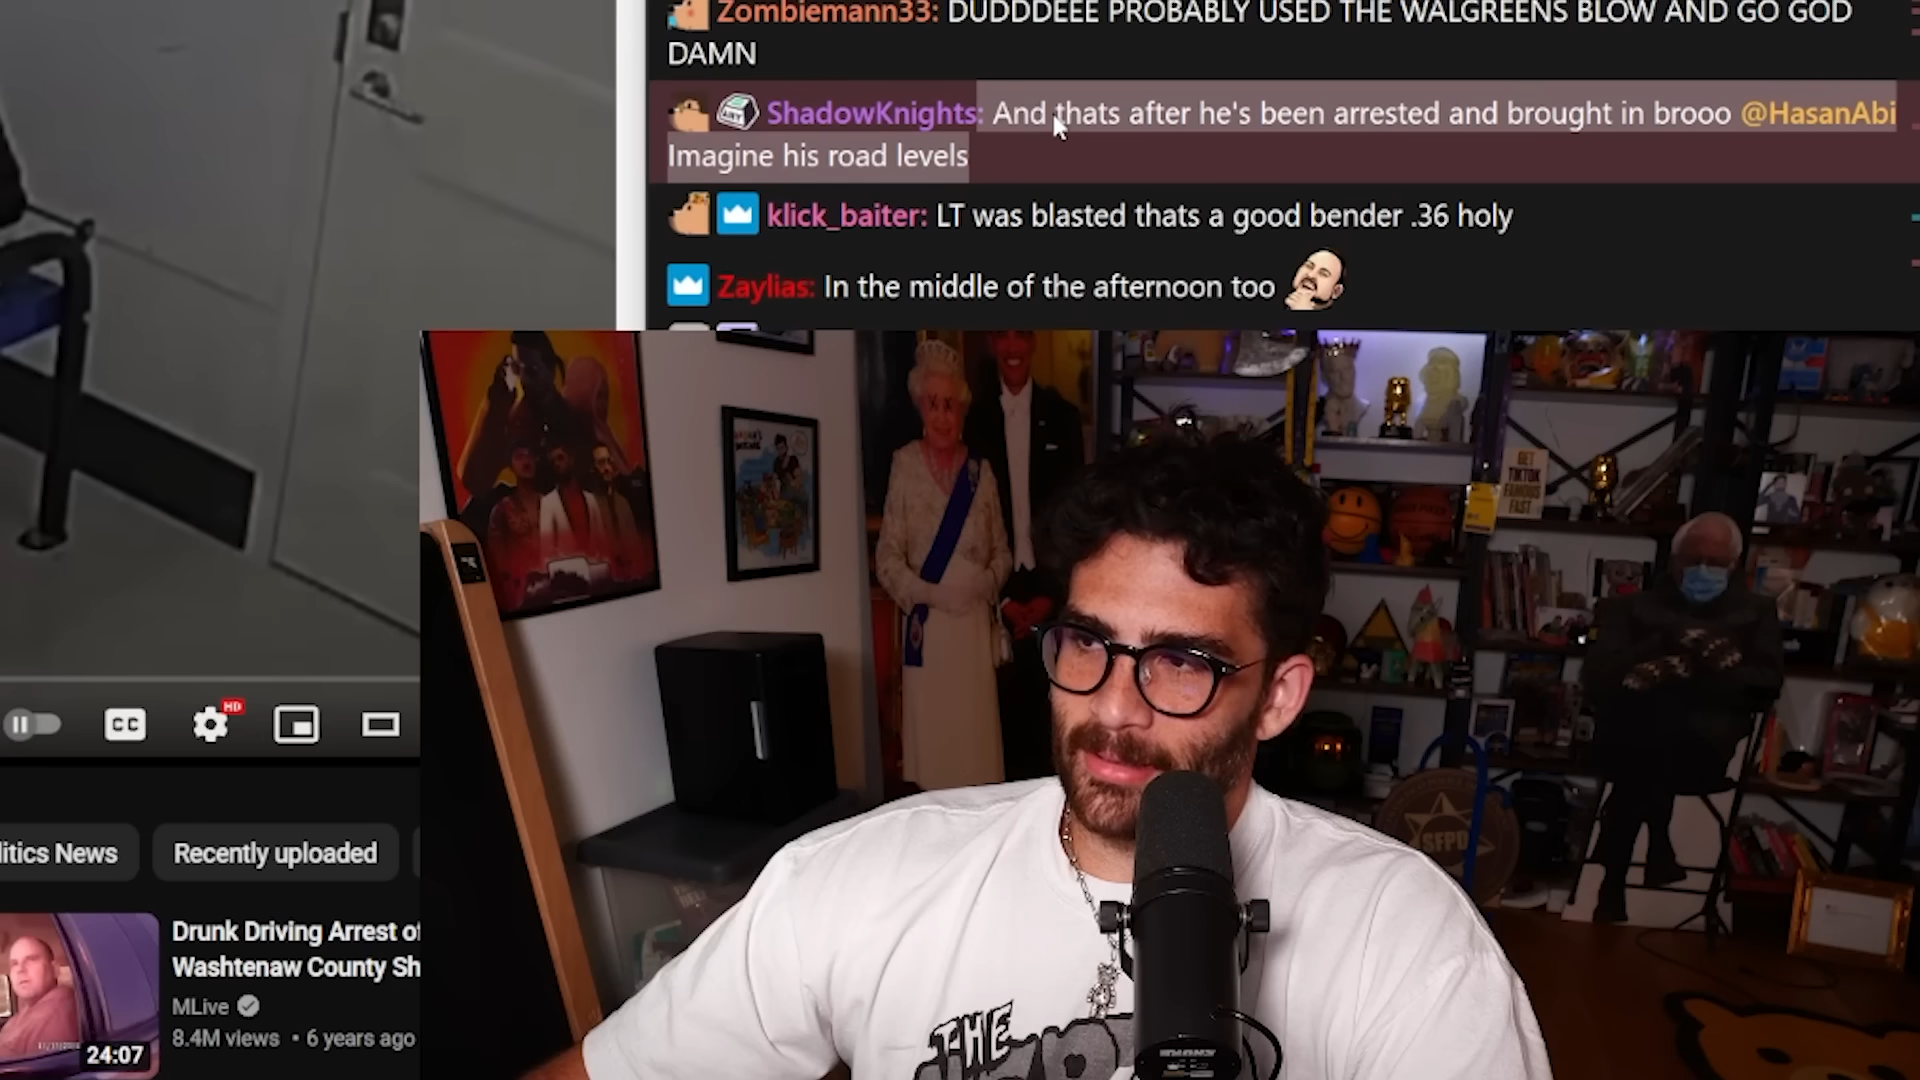 Zombiemann33: DUDDDEEE PROBABLY USED THE WALGREENS BLOW AND GO GOD
DAMN
ShadowKnights: And thats after he's been arrested and brought in brooo @HasanAbi
Imagine his road levels
klick_baiter: LT was blasted thats a good bender .36 holy
Zaylias: In the middle of the afternoon too
GET
TIKTOK
FAMOUS
FAST
SFPD
HD
CC
litics News
Recently uploaded
Drunk Driving Arrest of
Washtenaw County Sh
MLive
8.4M views • 6 years ago
24:07
THE